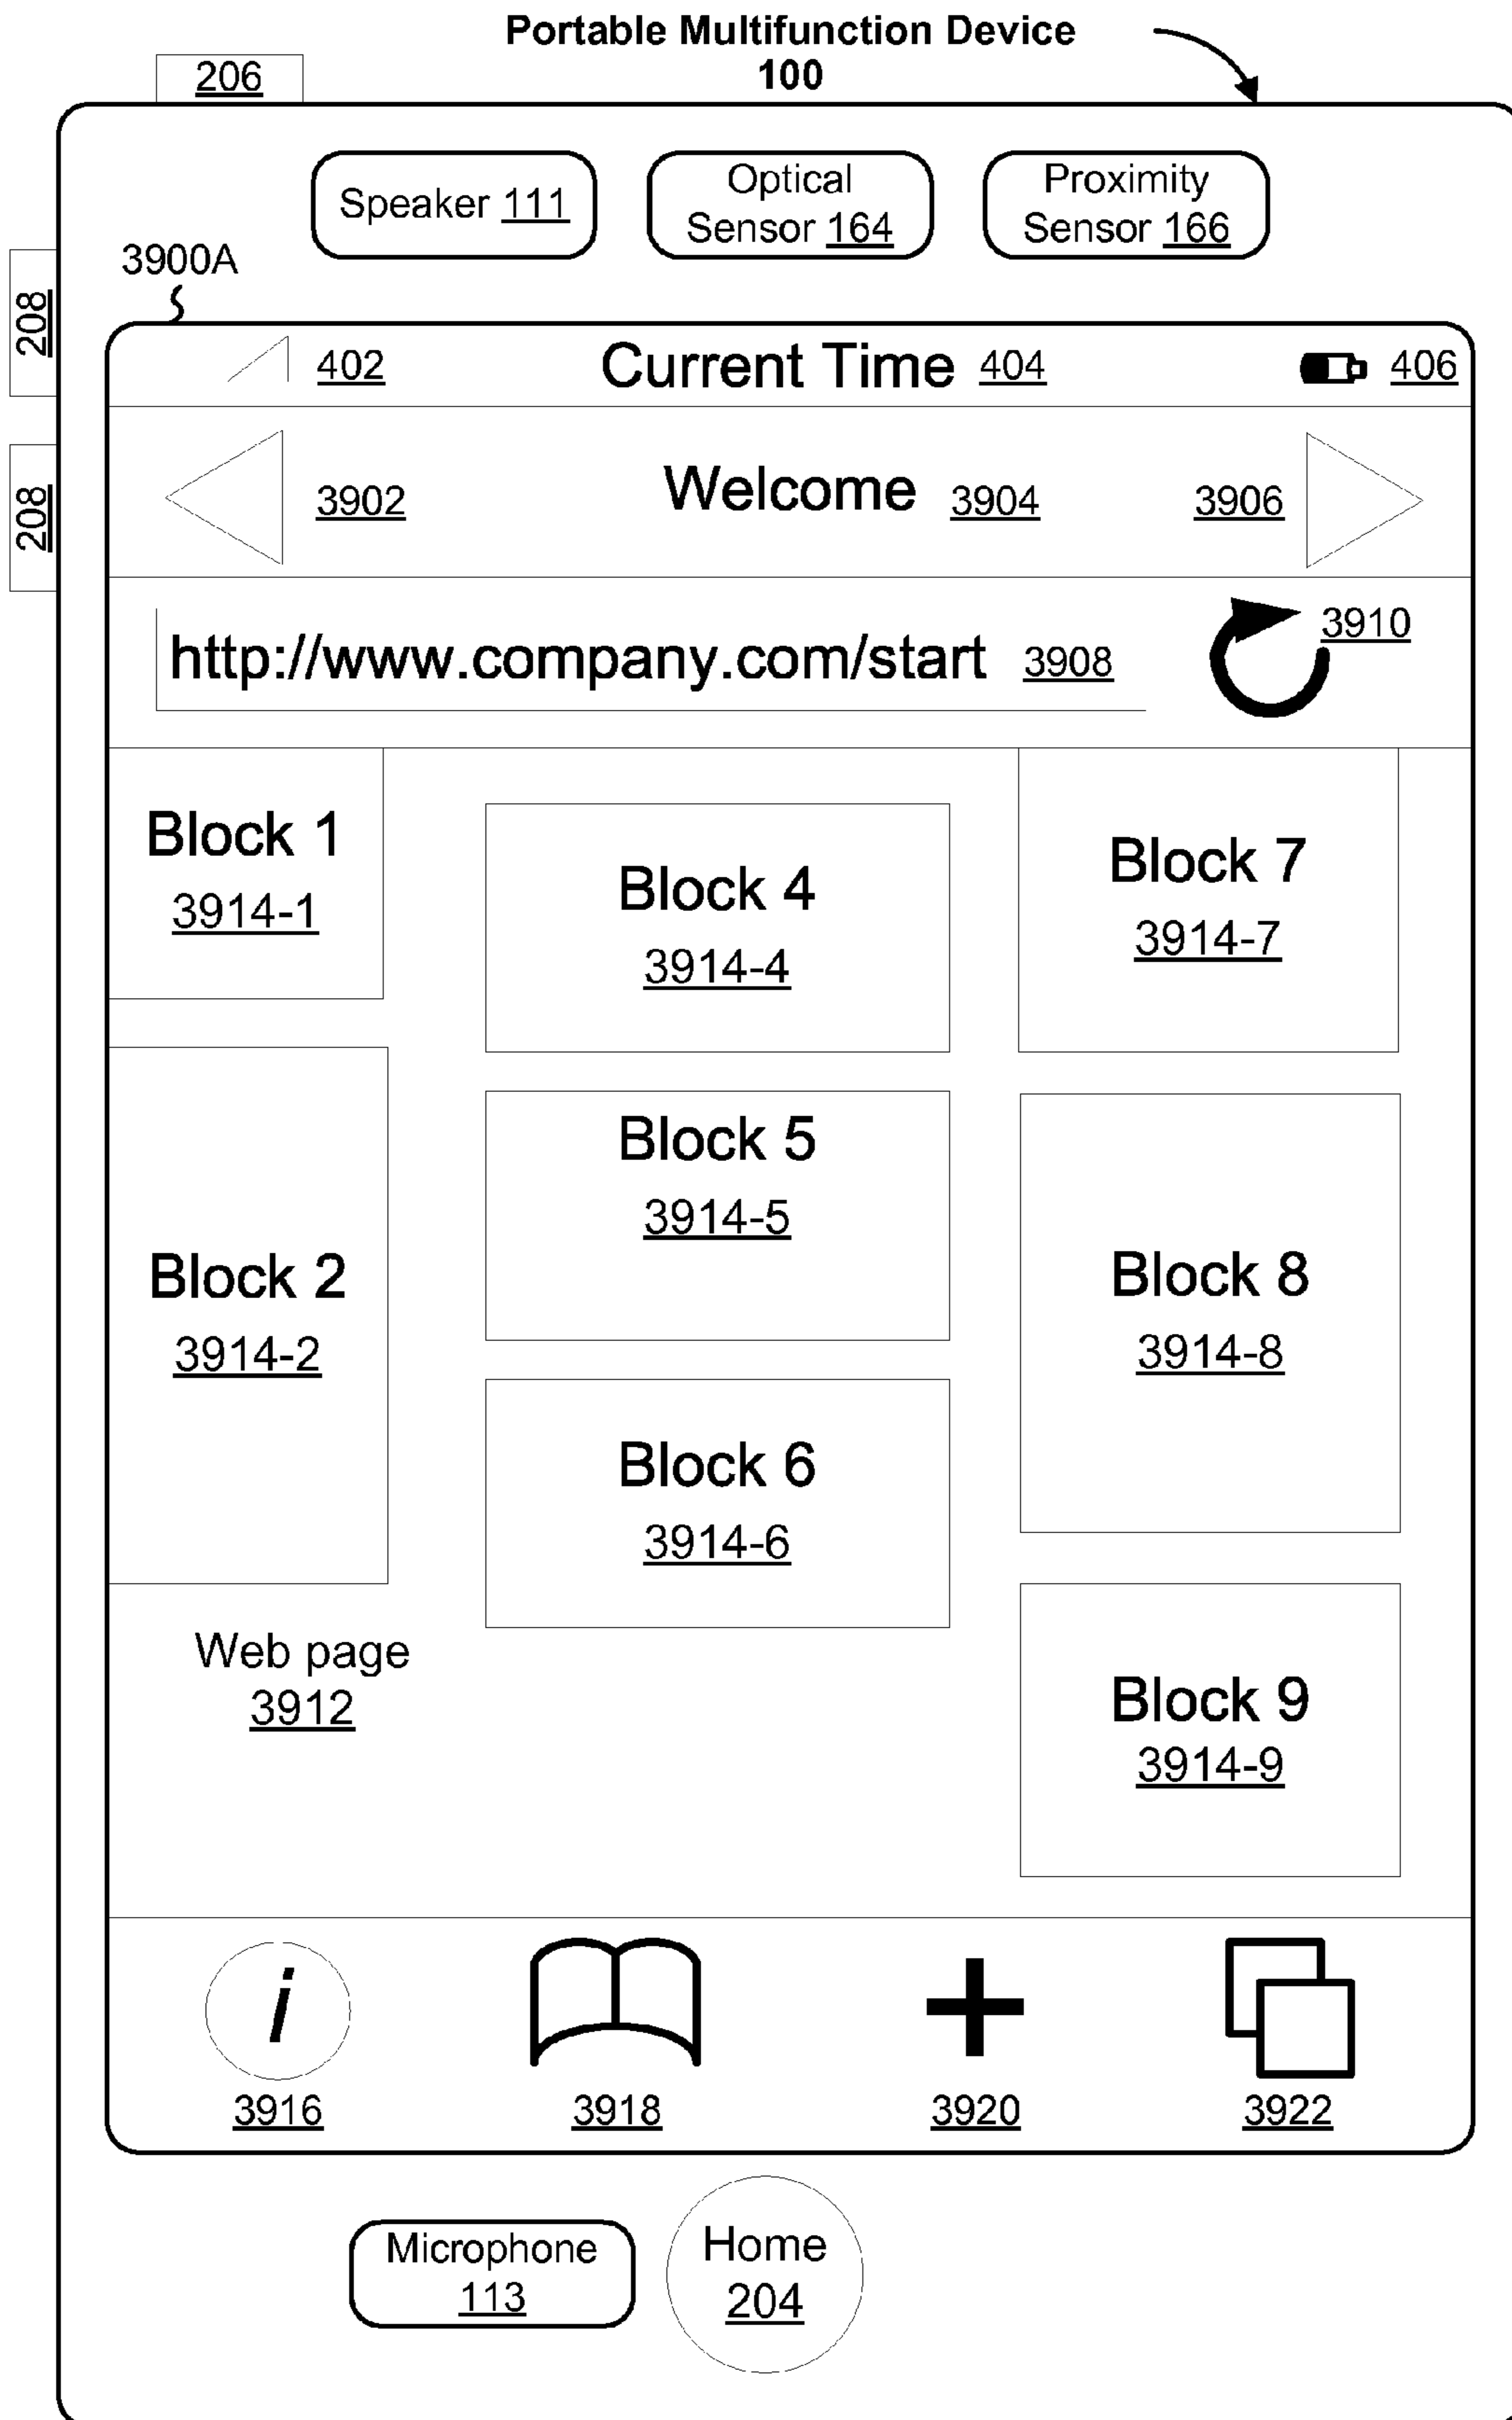 Portable Multifunction Device
100
206
Speaker 111
Optical
Sensor 164
Proximity
Sensor 166
3900A
208
208
402
Current Time 404
406
3902
Welcome 3904
3906
http://www.company.com/start 3908
3910
Block 1
3914-1
Block 4
3914-4
Block 7
3914-7
Block 2
3914-2
Block 5
3914-5
Block 8
3914-8
Block 6
3914-6
Web page
3912
Block 9
3914-9
i
3916
3918
3920
3922
Microphone
113
Home
204